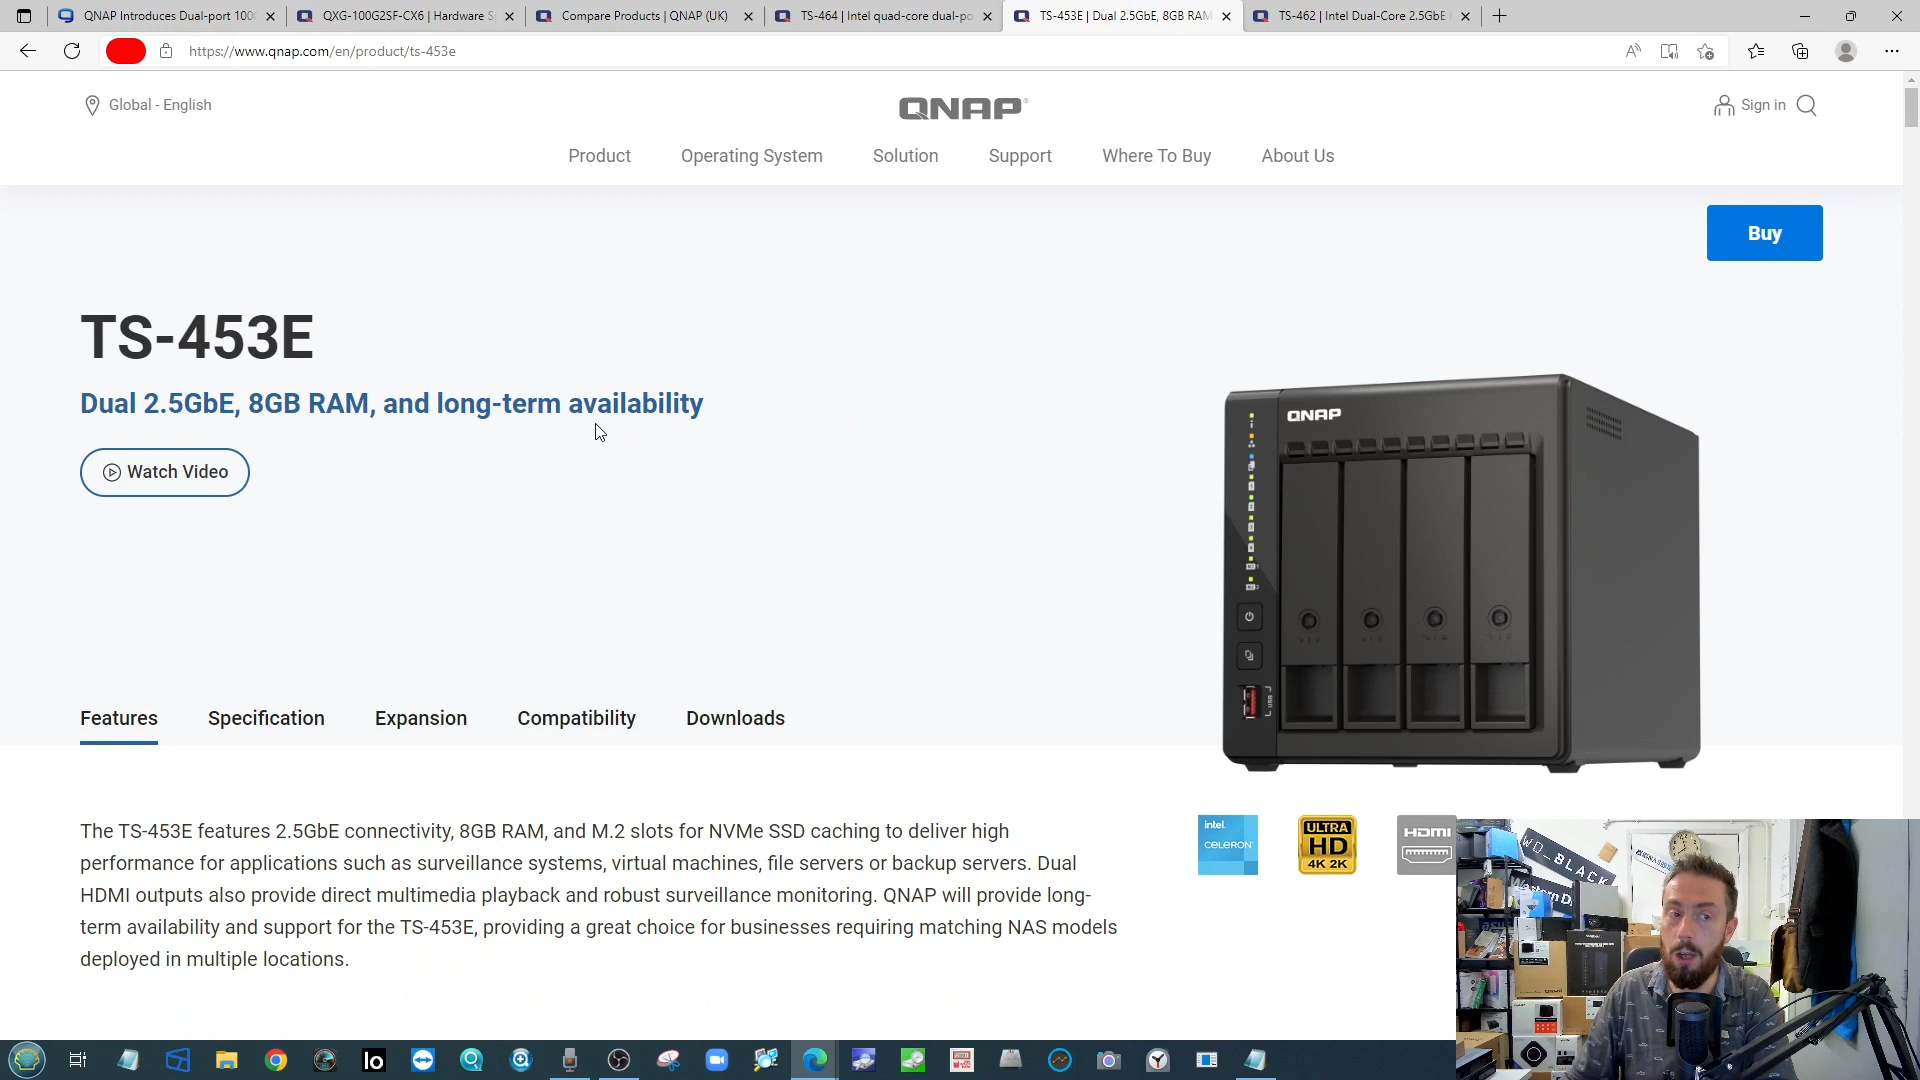 QNAP Introduces Dual-port 100
QXG-100G2SF-CX6 | Hardware S
Compare Products | QNAP (UK)
TS-464 | Intel quad-core dual-po
TS-453E | Dual 2.5GbE, 8GB RAM
TS-462 | Intel Dual-Core 2.5GbE
https://www.qnap.com/en/product/ts-453e
Global - English
QNAP
Sign in
Product
Operating System
Solution
Support
Where To Buy
About Us
Buy
TS-453E
Dual 2.5GbE, 8GB RAM, and long-term availability
Watch Video
QNAP
USB
Features
Specification
Expansion
Compatibility
Downloads
The TS-453E features 2.5GbE connectivity, 8GB RAM, and M.2 slots for NVMe SSD caching to deliver high
performance for applications such as surveillance systems, virtual machines, file servers or backup servers. Dual
HDMI outputs also provide direct multimedia playback and robust surveillance monitoring. QNAP will provide long-
term availability and support for the TS-453E, providing a great choice for businesses requiring matching NAS models
deployed in multiple locations.
intel.
CELERON
ULTRA
HD
4K 2K
HDMI
WD_BLACK
Western Di
lo